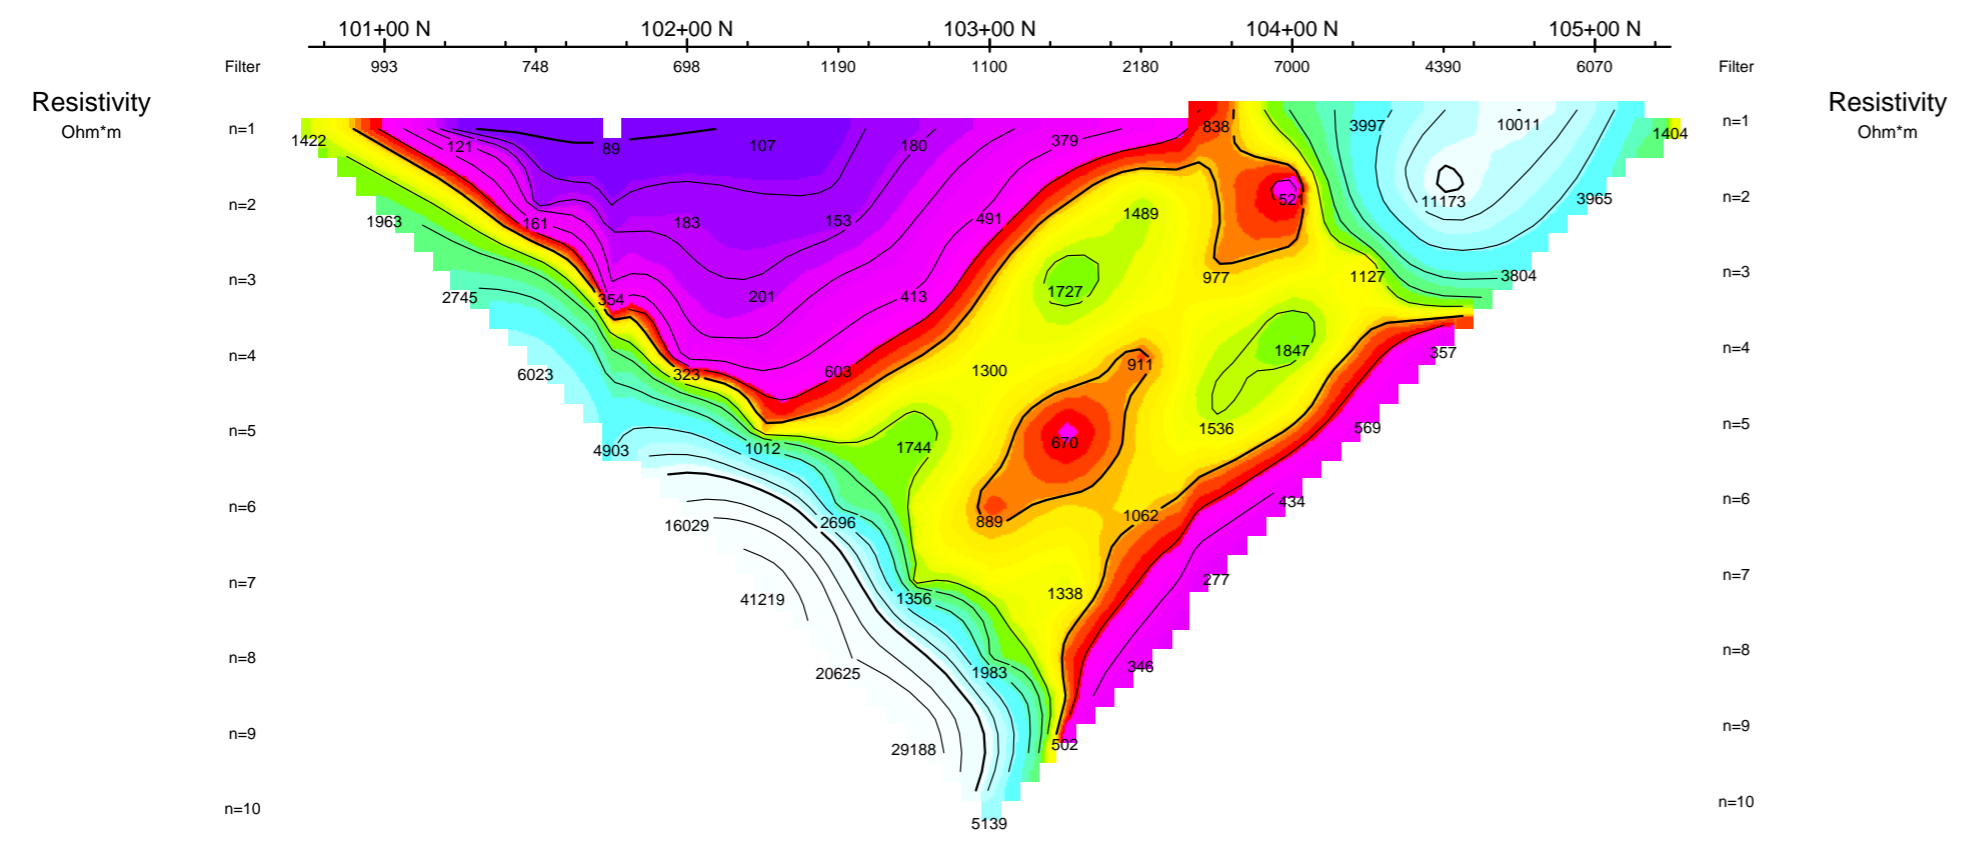 101+00 N 102+00 N 103+00 N 104+00 N 105+00 N
Filter 993 748 698 1190 1100 2180 7000 4390 6070 Filter
Resistivity Resistivity
Ohm*m Ohm*m
n=1 1422 121 89 107 180 379 838 3997 10011 1404 n=1
n=2 1963 161 183 153 491 1489 521 11173 3965 n=2
n=3 2745 354 201 413 1727 977 1127 3804 n=3
n=4 6023 323 603 1300 911 1847 357 n=4
n=5 4903 1012 1744 670 1536 569 n=5
n=6 16029 2696 889 1062 434 n=6
n=7 41219 1356 1338 277 n=7
n=8 20625 1983 346 n=8
n=9 29188 502 n=9
n=10 5139 n=10